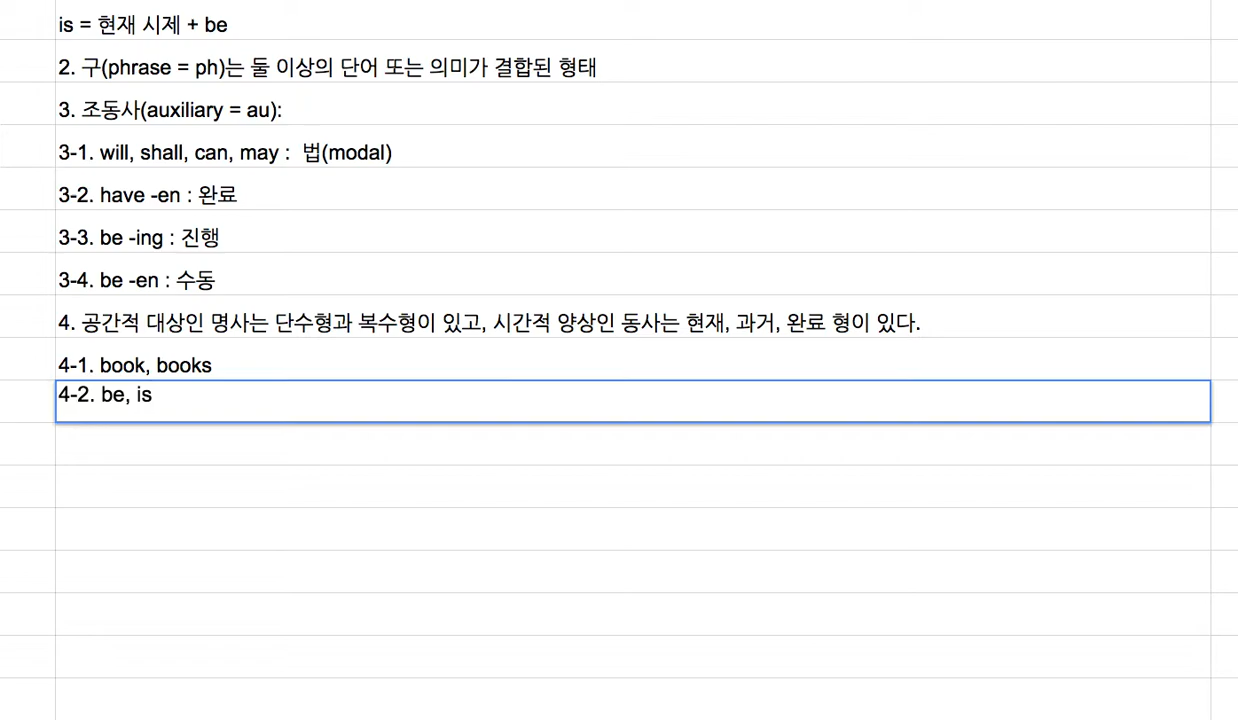 is = 현재 시제 + be
2. 구(phrase = ph)는 둘 이상의 단어 또는 의미가 결합된 형태
3. 조동사(auxiliary = au):
3-1. will, shall, can, may :  법(modal)
3-2. have -en : 완료
3-3. be -ing : 진행
3-4. be -en : 수동
4. 공간적 대상인 명사는 단수형과 복수형이 있고, 시간적 양상인 동사는 현재, 과거, 완료 형이 있다.
4-1. book, books
4-2. be, is